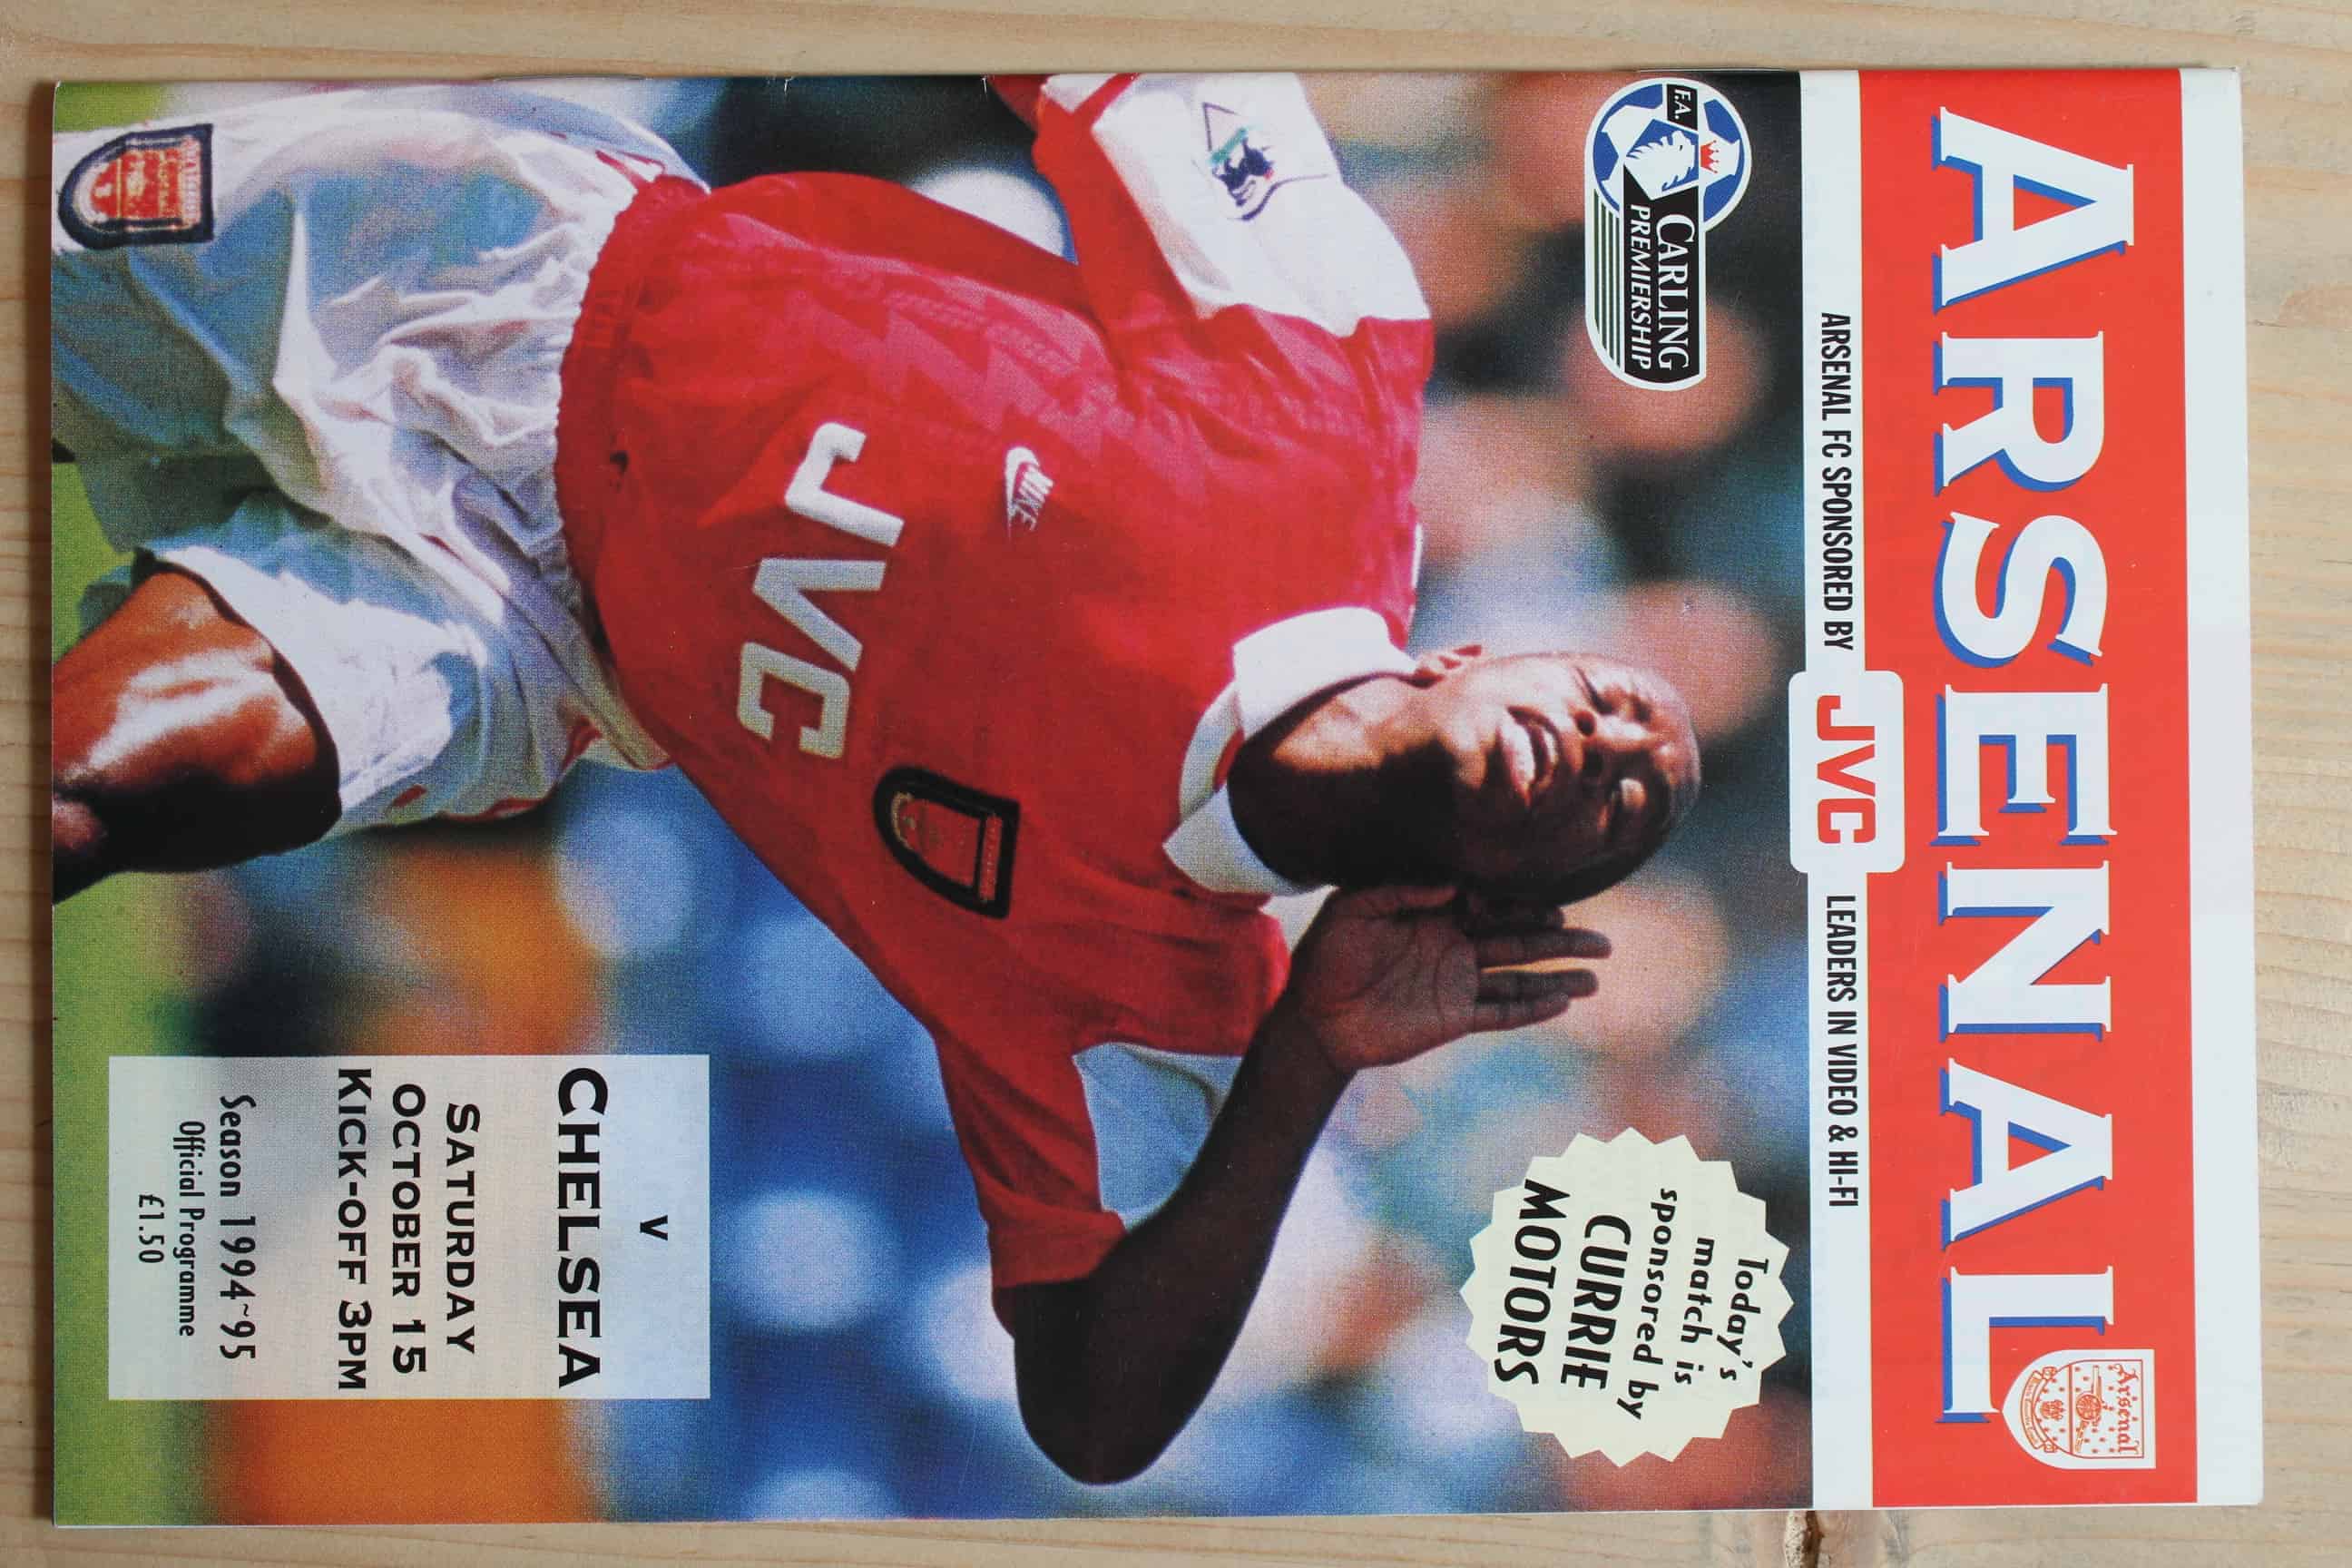 ARSENAL
Arsenal
ARSENAL FC SPONSORED BY JVC LEADERS IN VIDEO & HI-FI
F.A.
CARLING
PREMIERSHIP
Today's
match is
sponsored by
CURRIE
MOTORS
NIKE
JVC
V
CHELSEA
SATURDAY
OCTOBER 15
KICK-OFF 3PM
Season 1994~95
Official Programme
£1.50